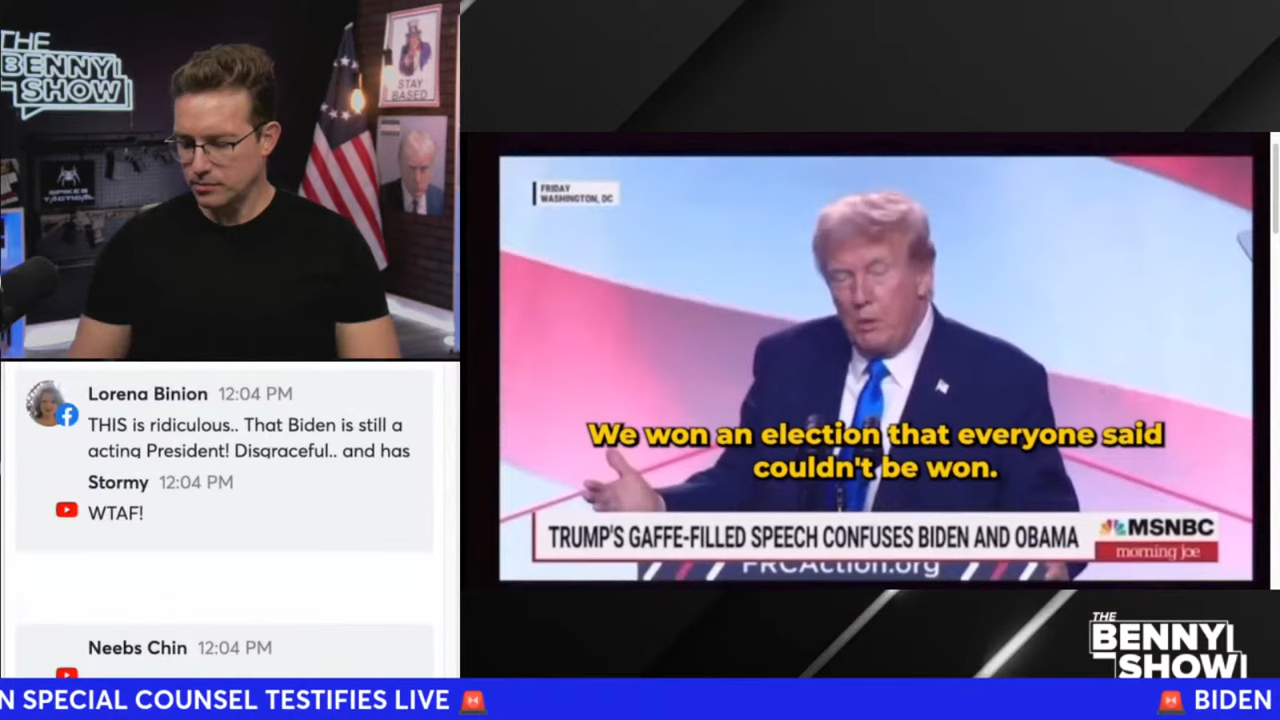 THE
BENNY
SHOW
STAY
BASED
SPIKES
TACTICAL
FRIDAY
WASHINGTON, DC
We won an election that everyone said
couldn't be won.
TRUMP'S GAFFE-FILLED SPEECH CONFUSES BIDEN AND OBAMA
MSNBC
morning joe
FRCAction.org
Lorena Binion 12:04 PM
THIS is ridiculous.. That Biden is still a
acting President! Disgraceful.. and has
Stormy 12:04 PM
WTAF!
Neebs Chin 12:04 PM
THE
BENNY
SHOW
N SPECIAL COUNSEL TESTIFIES LIVE 🚨 🚨 BIDEN